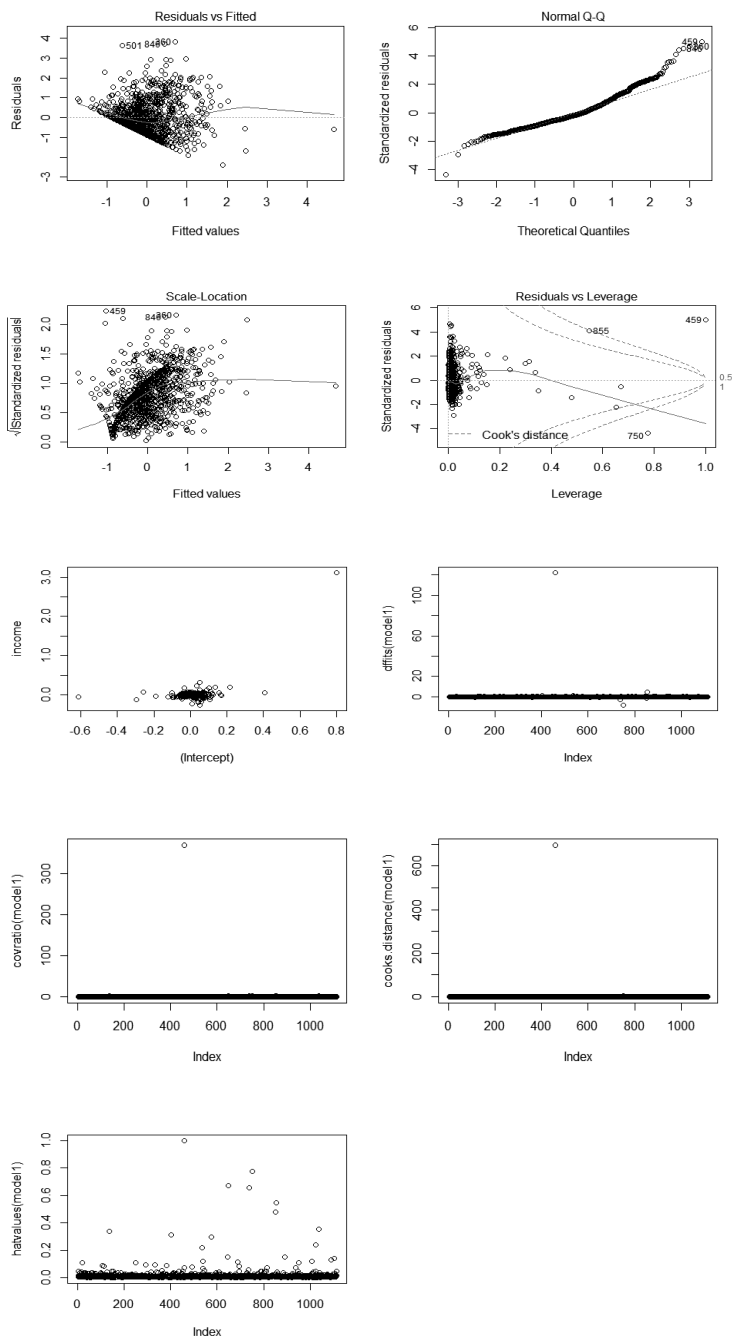 Residuals vs Fitted
Residuals
-3 -1 0 1 2 3 4
501 846 360
-1 0 1 2 3 4
Fitted values
Normal Q-Q
Standardized residuals
-4 -2 0 2 4 6
459
-3 -2 -1 0 1 2 3
Theoretical Quantiles
Scale-Location
√|Standardized residuals|
0.0 0.5 1.0 1.5 2.0
459
846 360
-1 0 1 2 3 4
Fitted values
Residuals vs Leverage
Standardized residuals
-4 -2 0 2 4 6
459
855
0.5
1
Cook's distance
750
0.0 0.2 0.4 0.6 0.8 1.0
Leverage
income
0.0 1.0 2.0 3.0
-0.6 -0.4 -0.2 0.0 0.2 0.4 0.6 0.8
(Intercept)
dffits(model1)
0 20 60 100
0 200 400 600 800 1000
Index
covratio(model1)
0 100 200 300
0 200 400 600 800 1000
Index
cooks.distance(model1)
0 200 400 600
0 200 400 600 800 1000
Index
hatvalues(model1)
0.0 0.2 0.4 0.6 0.8 1.0
0 200 400 600 800 1000
Index